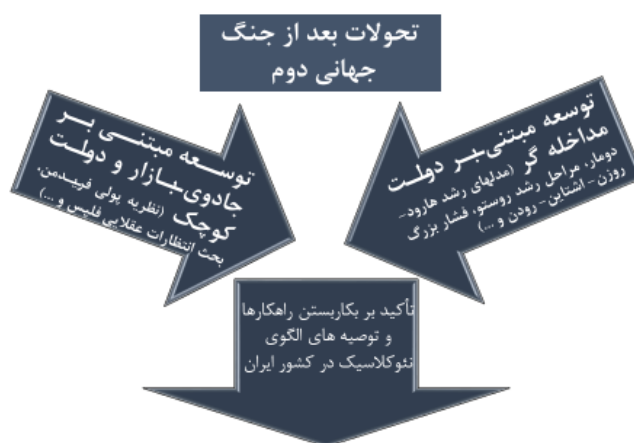 تحولات بعد از جنگ
جهانی دوم
توسعه مبتنی‌بر دولت
مداخله گر (مدلهای رشد هارود-
دومار، مراحل رشد روستو، فشار بزرگ
روزن- اشتاین- رودن و ...)
توسعه مبتنی بر
جادوی‌بازار و دولت
کوچک (نظریه پولی فریدمن،
بحث انتظارات عقلایی فلپس و ...)
تأکید بر بکاربستن راهکارها
و توصیه های الگوی
نئوکلاسیک در کشور ایران